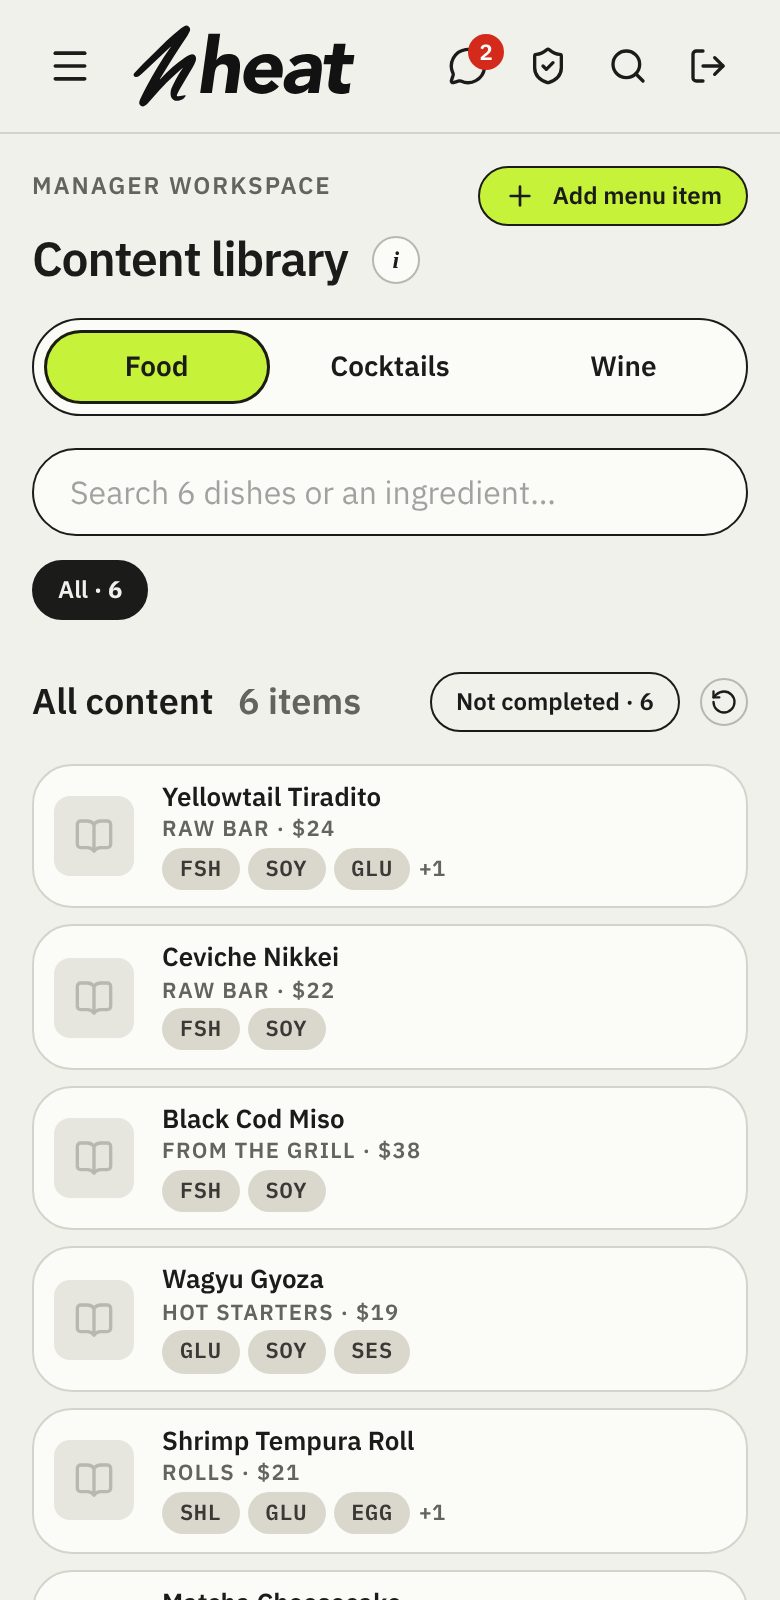 heat
2
MANAGER WORKSPACE
Add menu item
Content library
i
Food Cocktails Wine
Search 6 dishes or an ingredient...
All · 6
All content 6 items
Not completed · 6
Yellowtail Tiradito
RAW BAR · $24
FSH SOY GLU +1
Ceviche Nikkei
RAW BAR · $22
FSH SOY
Black Cod Miso
FROM THE GRILL · $38
FSH SOY
Wagyu Gyoza
HOT STARTERS · $19
GLU SOY SES
Shrimp Tempura Roll
ROLLS · $21
SHL GLU EGG +1
Matcha Cheesecake